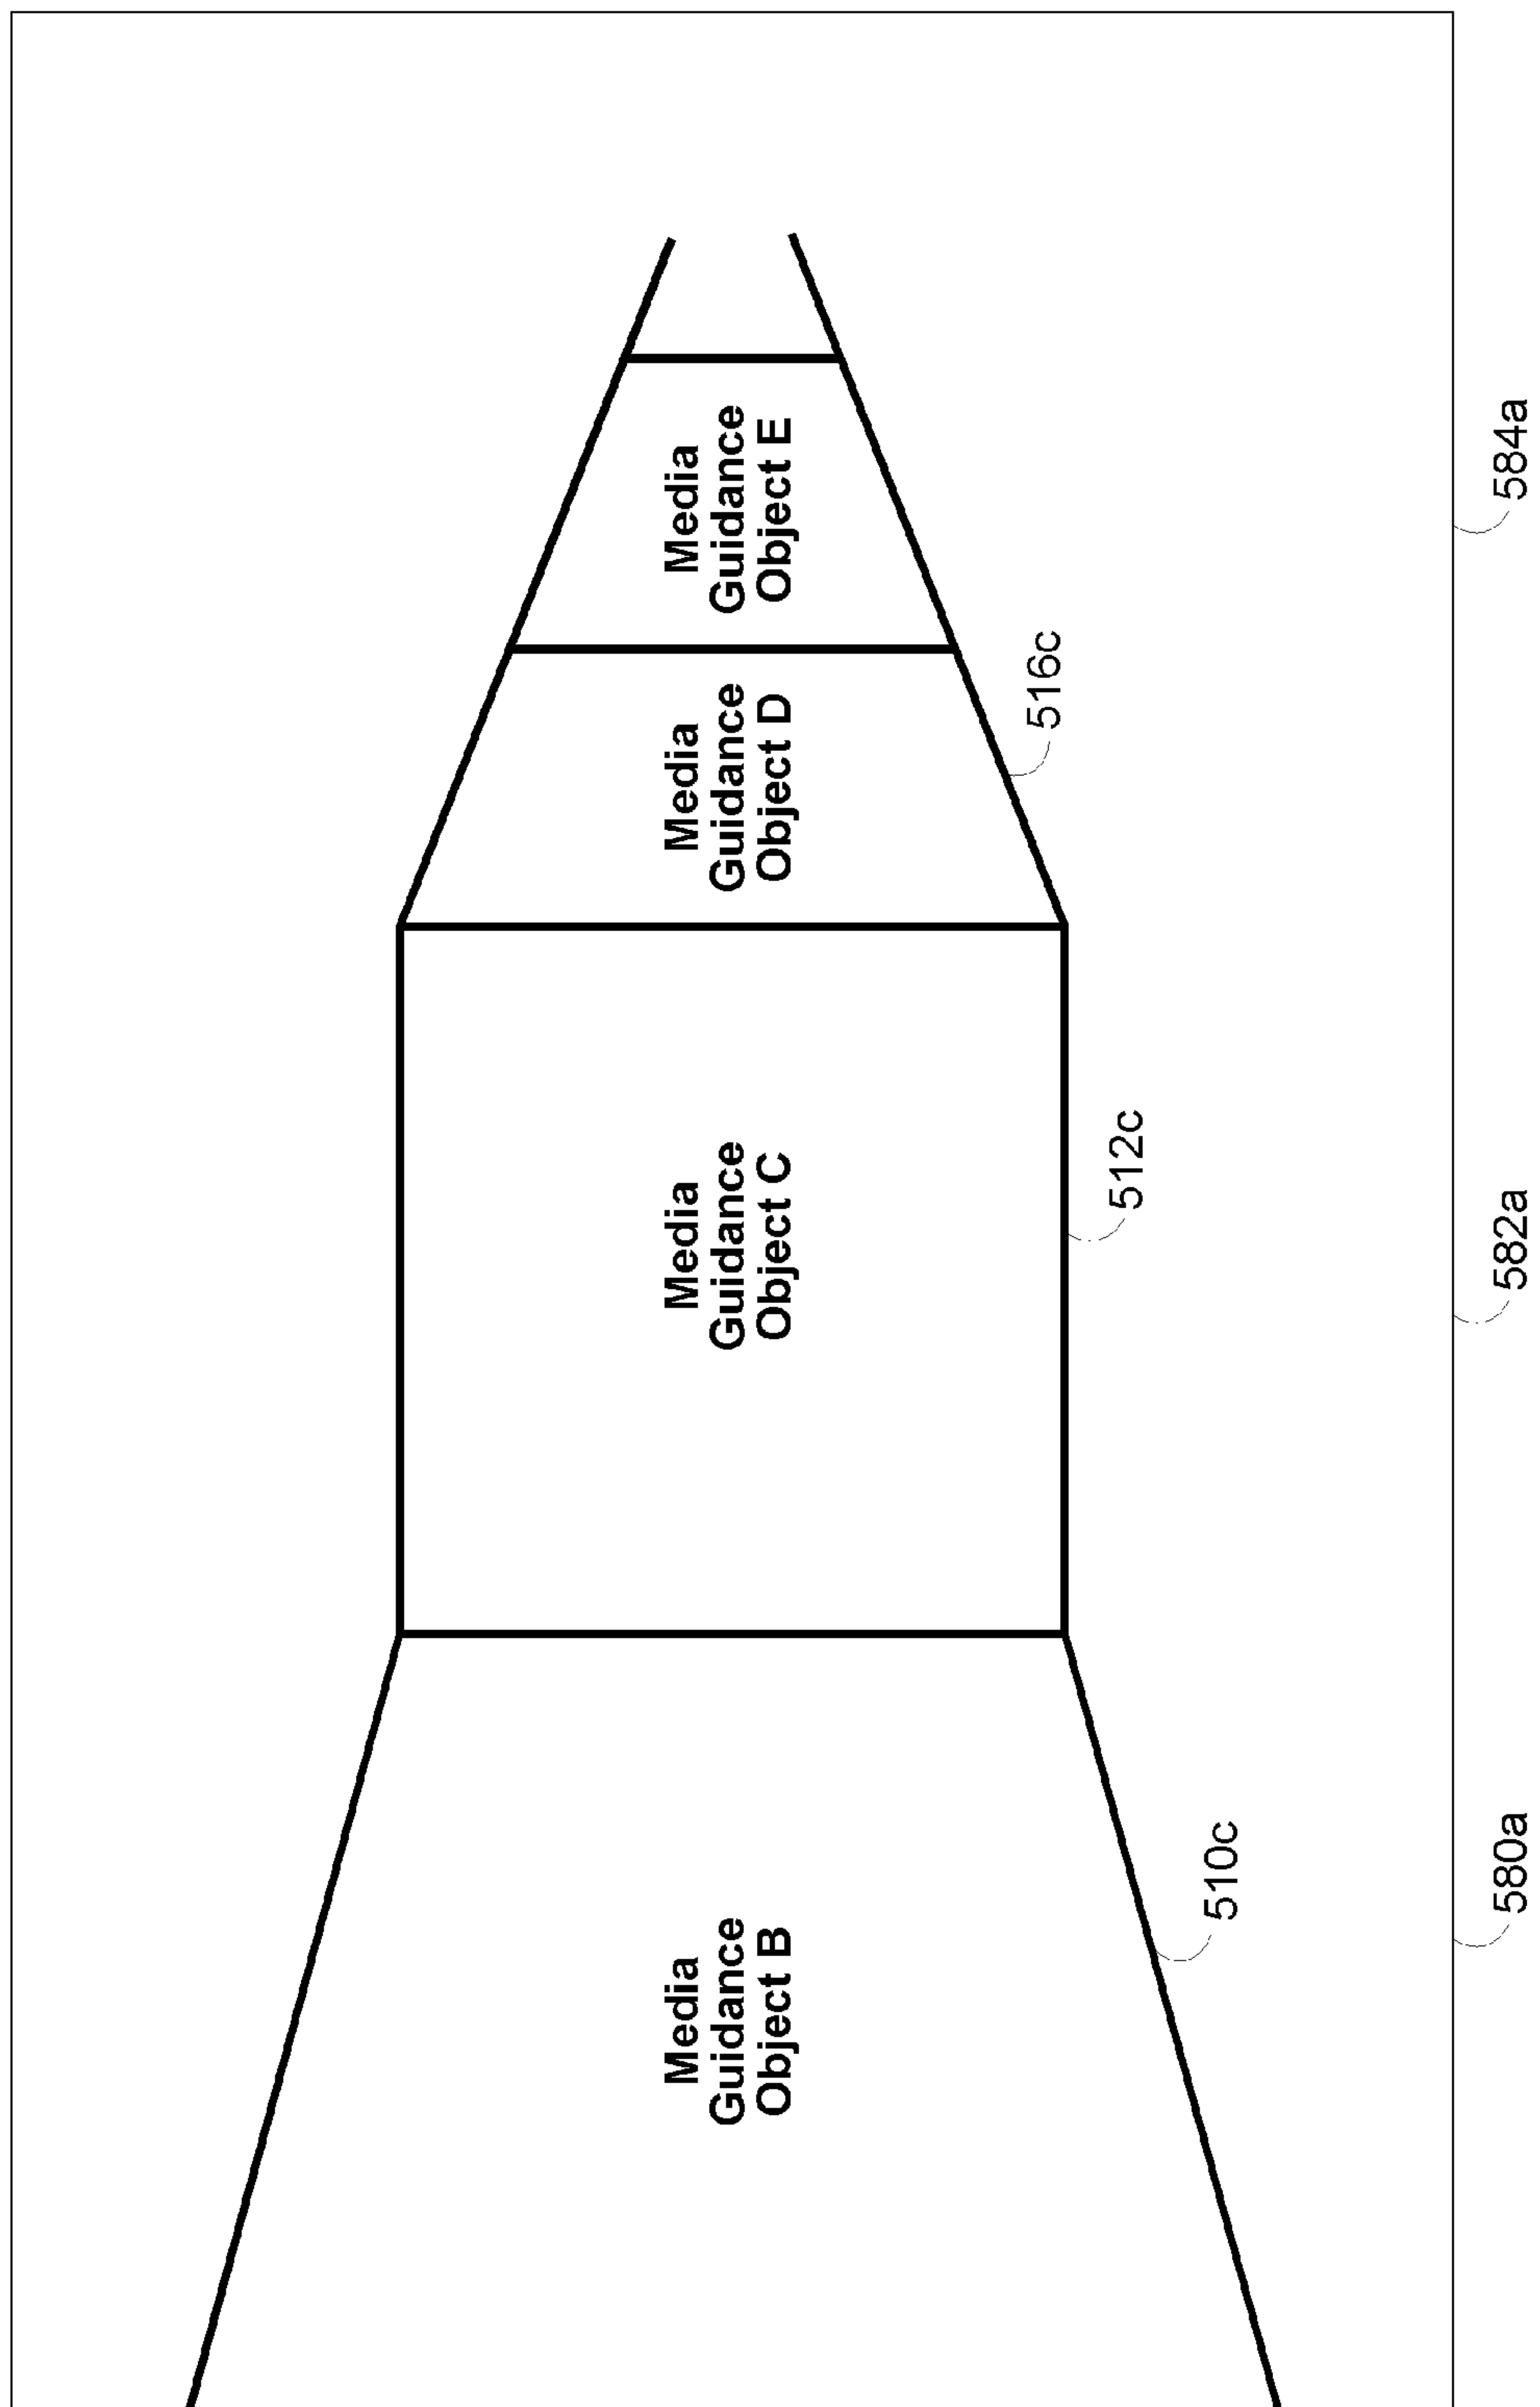 Media
Guidance
Object B
Media
Guidance
Object C
Media
Guidance
Object D
Media
Guidance
Object E
510c
512c
516c
580a
582a
584a